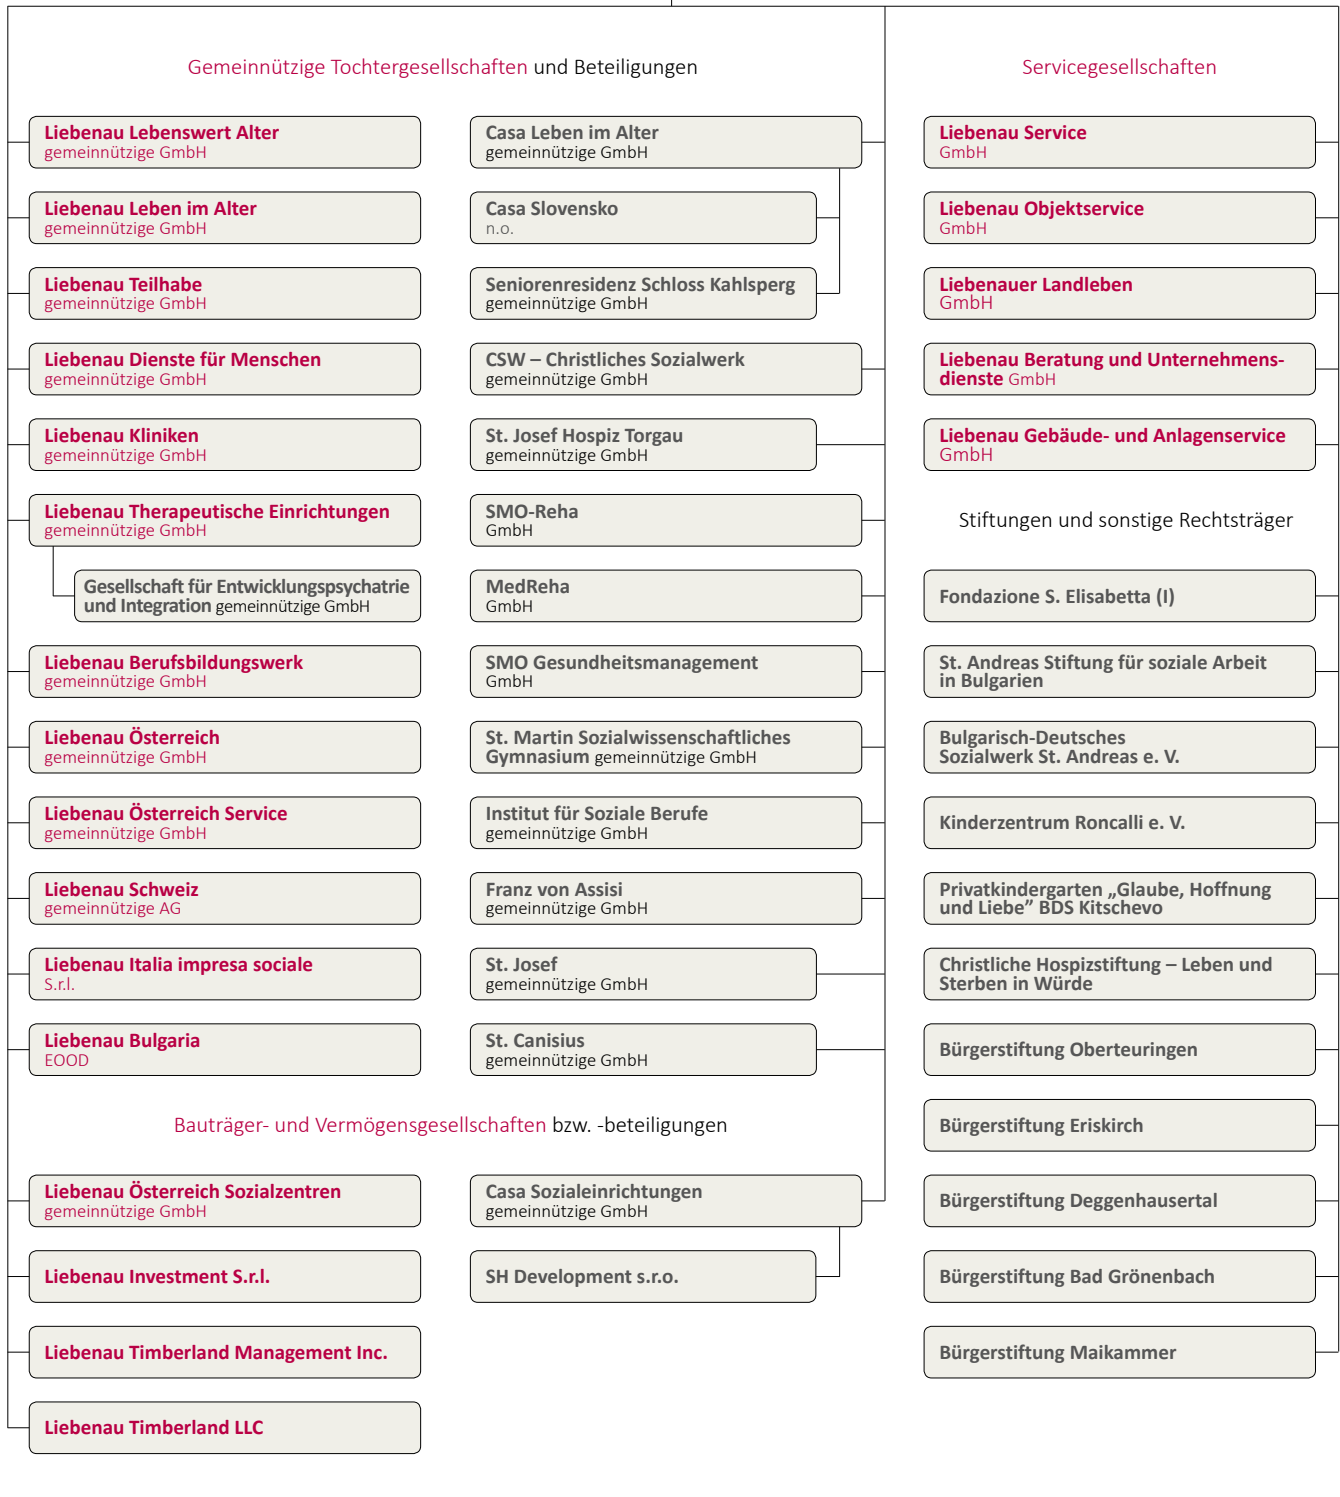 Gemeinnützige Tochtergesellschaften und Beteiligungen
Liebenau Lebenswert Alter
gemeinnützige GmbH
Liebenau Leben im Alter
gemeinnützige GmbH
Liebenau Teilhabe
gemeinnützige GmbH
Liebenau Dienste für Menschen
gemeinnützige GmbH
Liebenau Kliniken
gemeinnützige GmbH
Liebenau Therapeutische Einrichtungen
gemeinnützige GmbH
Gesellschaft für Entwicklungspsychatrie
und Integration gemeinnützige GmbH
Liebenau Berufsbildungswerk
gemeinnützige GmbH
Liebenau Österreich
gemeinnützige GmbH
Liebenau Österreich Service
gemeinnützige GmbH
Liebenau Schweiz
gemeinnützige AG
Liebenau Italia impresa sociale
S.r.l.
Liebenau Bulgaria
EOOD
Casa Leben im Alter
gemeinnützige GmbH
Casa Slovensko
n.o.
Seniorenresidenz Schloss Kahlsperg
gemeinnützige GmbH
CSW – Christliches Sozialwerk
gemeinnützige GmbH
St. Josef Hospiz Torgau
gemeinnützige GmbH
SMO-Reha
GmbH
MedReha
GmbH
SMO Gesundheitsmanagement
GmbH
St. Martin Sozialwissenschaftliches
Gymnasium gemeinnützige GmbH
Institut für Soziale Berufe
gemeinnützige GmbH
Franz von Assisi
gemeinnützige GmbH
St. Josef
gemeinnützige GmbH
St. Canisius
gemeinnützige GmbH
Bauträger- und Vermögensgesellschaften bzw. -beteiligungen
Liebenau Österreich Sozialzentren
gemeinnützige GmbH
Liebenau Investment S.r.l.
Liebenau Timberland Management Inc.
Liebenau Timberland LLC
Casa Sozialeinrichtungen
gemeinnützige GmbH
SH Development s.r.o.
Servicegesellschaften
Liebenau Service
GmbH
Liebenau Objektservice
GmbH
Liebenauer Landleben
GmbH
Liebenau Beratung und Unternehmens-
dienste GmbH
Liebenau Gebäude- und Anlagenservice
GmbH
Stiftungen und sonstige Rechtsträger
Fondazione S. Elisabetta (I)
St. Andreas Stiftung für soziale Arbeit
in Bulgarien
Bulgarisch-Deutsches
Sozialwerk St. Andreas e. V.
Kinderzentrum Roncalli e. V.
Privatkindergarten „Glaube, Hoffnung
und Liebe” BDS Kitschevo
Christliche Hospizstiftung – Leben und
Sterben in Würde
Bürgerstiftung Oberteuringen
Bürgerstiftung Eriskirch
Bürgerstiftung Deggenhausertal
Bürgerstiftung Bad Grönenbach
Bürgerstiftung Maikammer